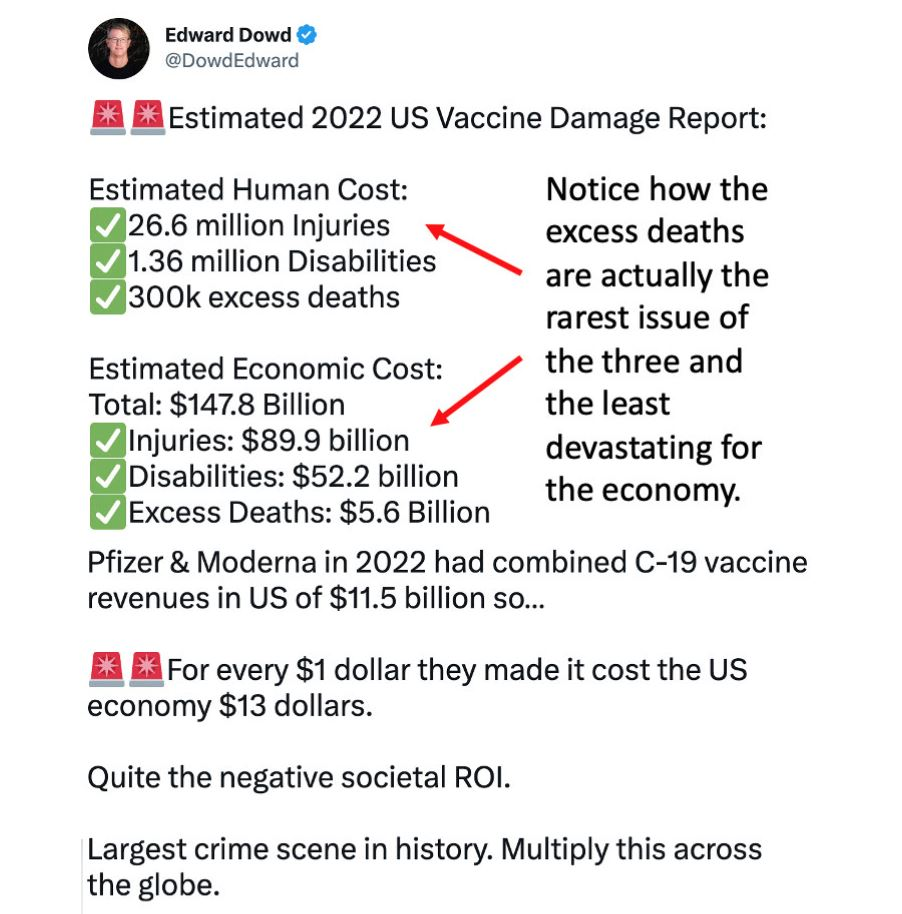 Edward Dowd
@DowdEdward
🚨🚨Estimated 2022 US Vaccine Damage Report:
Estimated Human Cost:
✅26.6 million Injuries
✅1.36 million Disabilities
✅300k excess deaths
Notice how the
excess deaths
are actually the
rarest issue of
the three and
the least
devastating for
the economy.
Estimated Economic Cost:
Total: $147.8 Billion
✅Injuries: $89.9 billion
✅Disabilities: $52.2 billion
✅Excess Deaths: $5.6 Billion
Pfizer & Moderna in 2022 had combined C-19 vaccine
revenues in US of $11.5 billion so...
🚨🚨For every $1 dollar they made it cost the US
economy $13 dollars.
Quite the negative societal ROI.
Largest crime scene in history. Multiply this across
the globe.